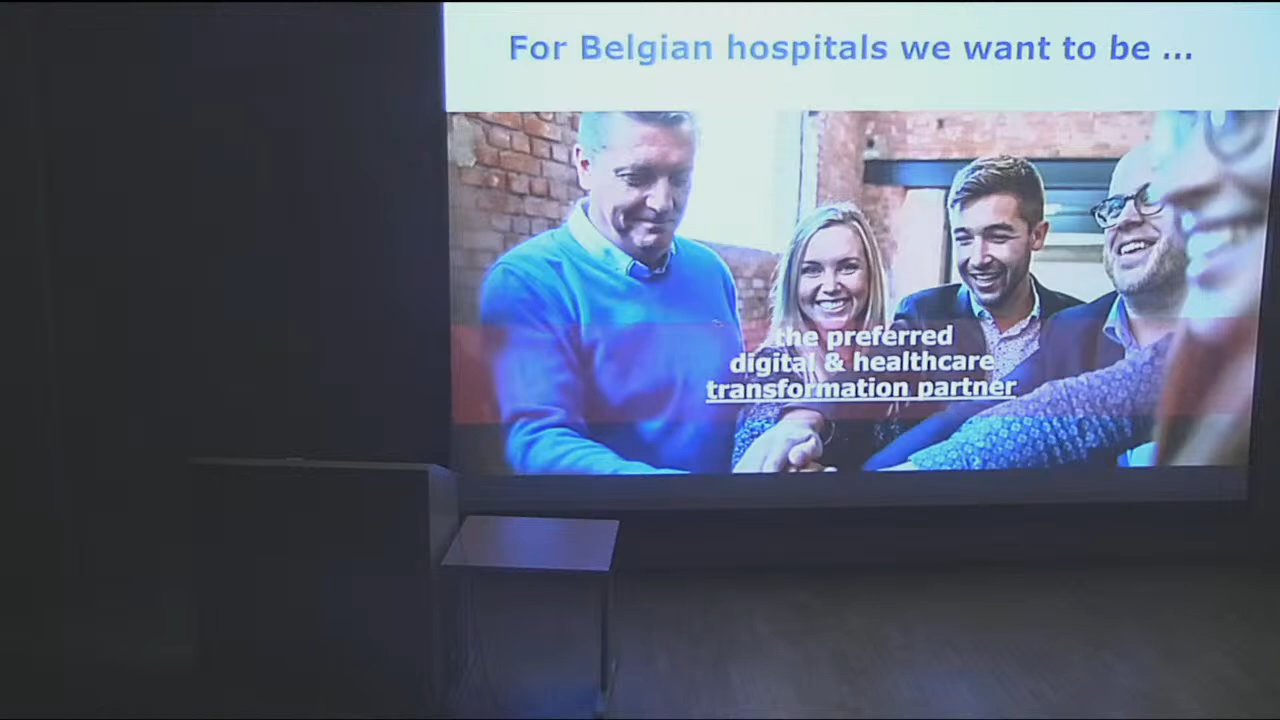 For Belgian hospitals we want to be ...
the preferred
digital & healthcare
transformation partner